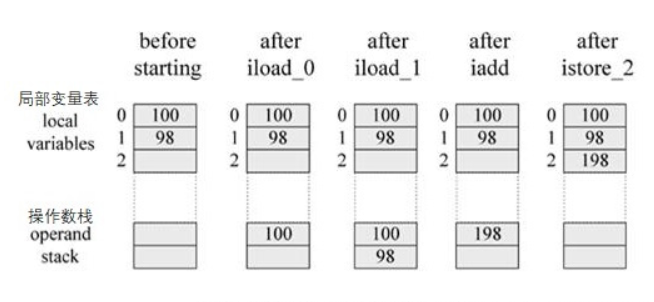 before starting
after iload_0
after iload_1
after iadd
after istore_2
局部变量表
local variables
0 100
1 98
2
0 100
1 98
2
0 100
1 98
2
0 100
1 98
2
0 100
1 98
2 198
操作数栈
operand stack
100
100
98
198